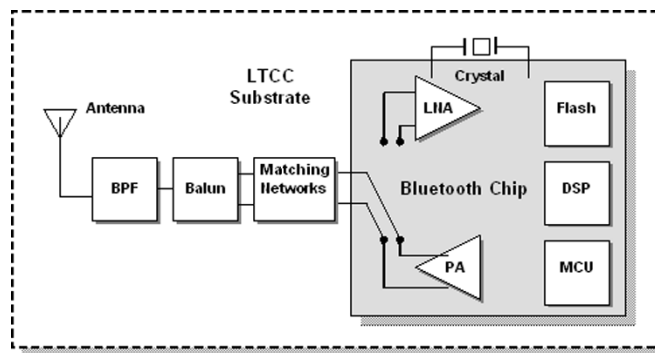 LTCC
Substrate
Antenna
BPF
Balun
Matching
Networks
Crystal
LNA
Flash
Bluetooth Chip
DSP
PA
MCU